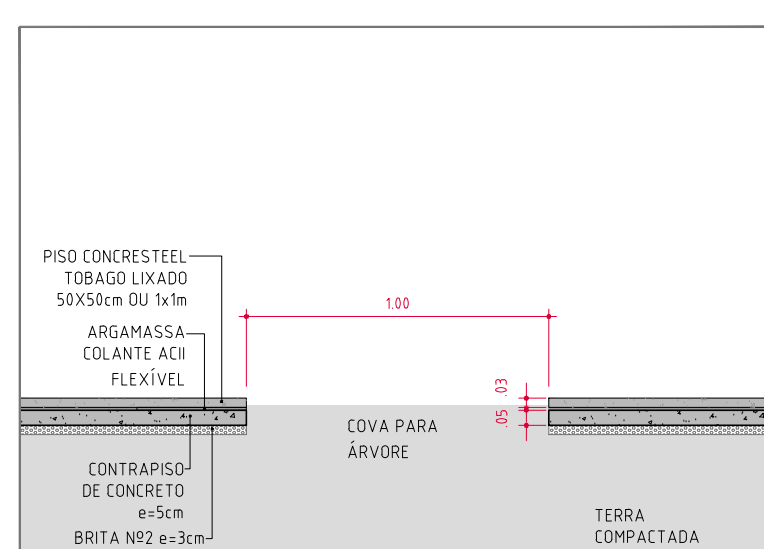 PISO CONCRESTEEL
TOBAGO LIXADO
50X50cm OU 1x1m
1.00
ARGAMASSA
COLANTE ACII
FLEXÍVEL
.03
.05
COVA PARA
ÁRVORE
CONTRAPISO
DE CONCRETO
e=5cm
BRITA Nº2 e=3cm
TERRA
COMPACTADA